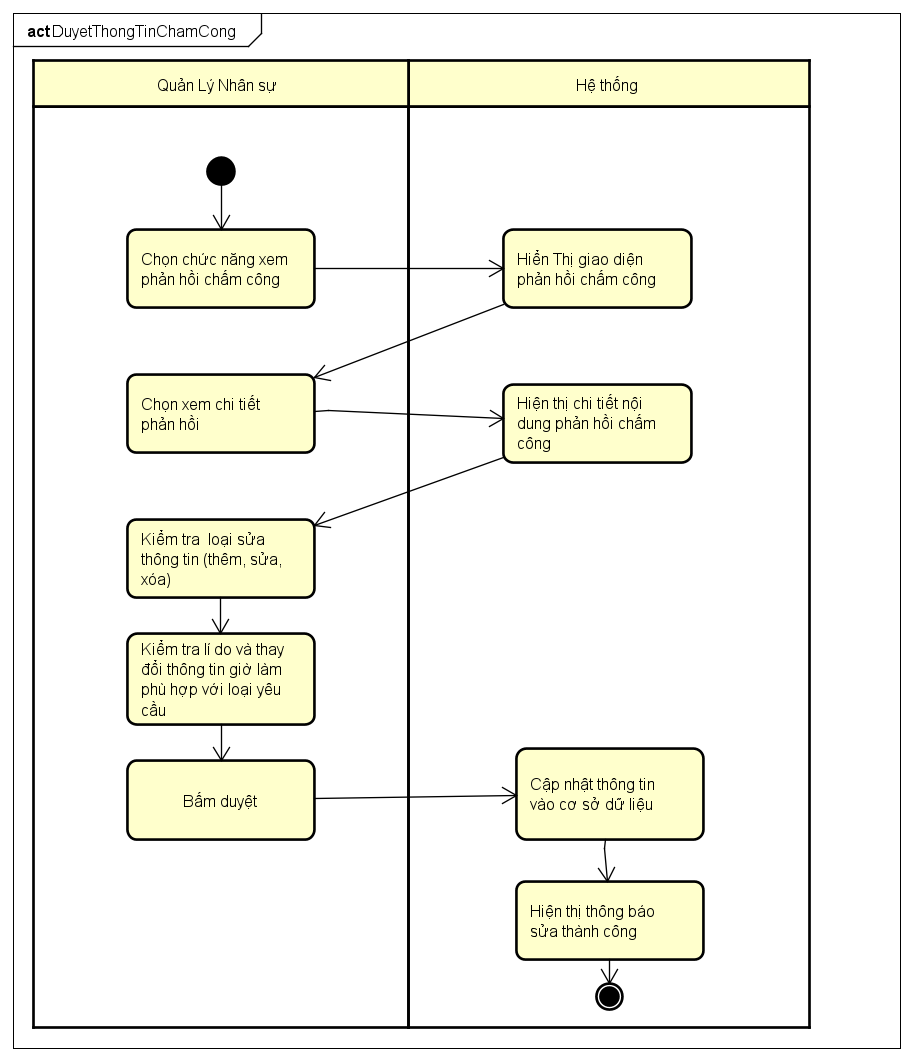 act DuyetThongTinChamCong
Quản Lý Nhân sự
Hệ thống
Chọn chức năng xem
phản hồi chấm công
Hiển Thị giao diện
phản hồi chấm công
Chọn xem chi tiết
phản hồi
Hiện thị chi tiết nội
dung phản hồi chấm
công
Kiểm tra  loại sửa
thông tin (thêm, sửa,
xóa)
Kiểm tra lí do và thay
đổi thông tin giờ làm
phù hợp với loại yêu
cầu
Bấm duyệt
Cập nhật thông tin
vào cơ sở dữ liệu
Hiện thị thông báo
sửa thành công